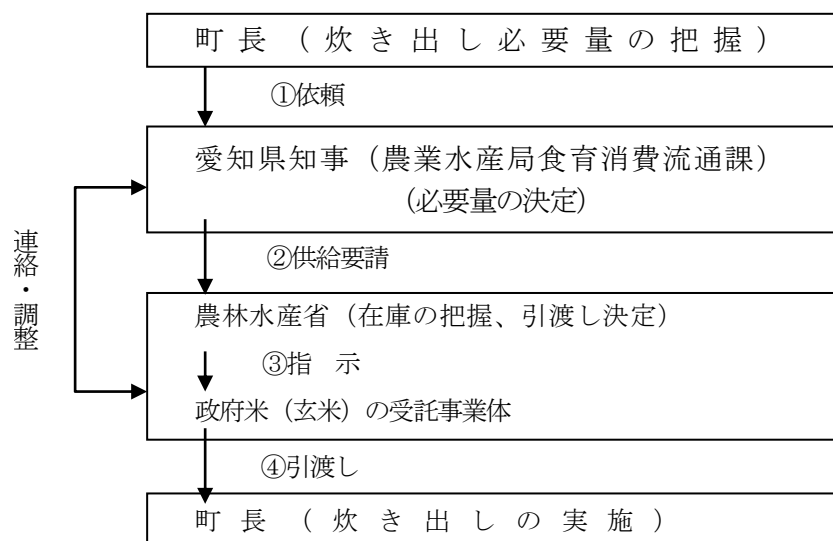 町長（炊き出し必要量の把握）
①依頼
愛知県知事（農業水産局食育消費流通課）
（必要量の決定）
②供給要請
連絡・調整
農林水産省（在庫の把握、引渡し決定）
③指　示
政府米（玄米）の受託事業体
④引渡し
町長（炊き出しの実施）